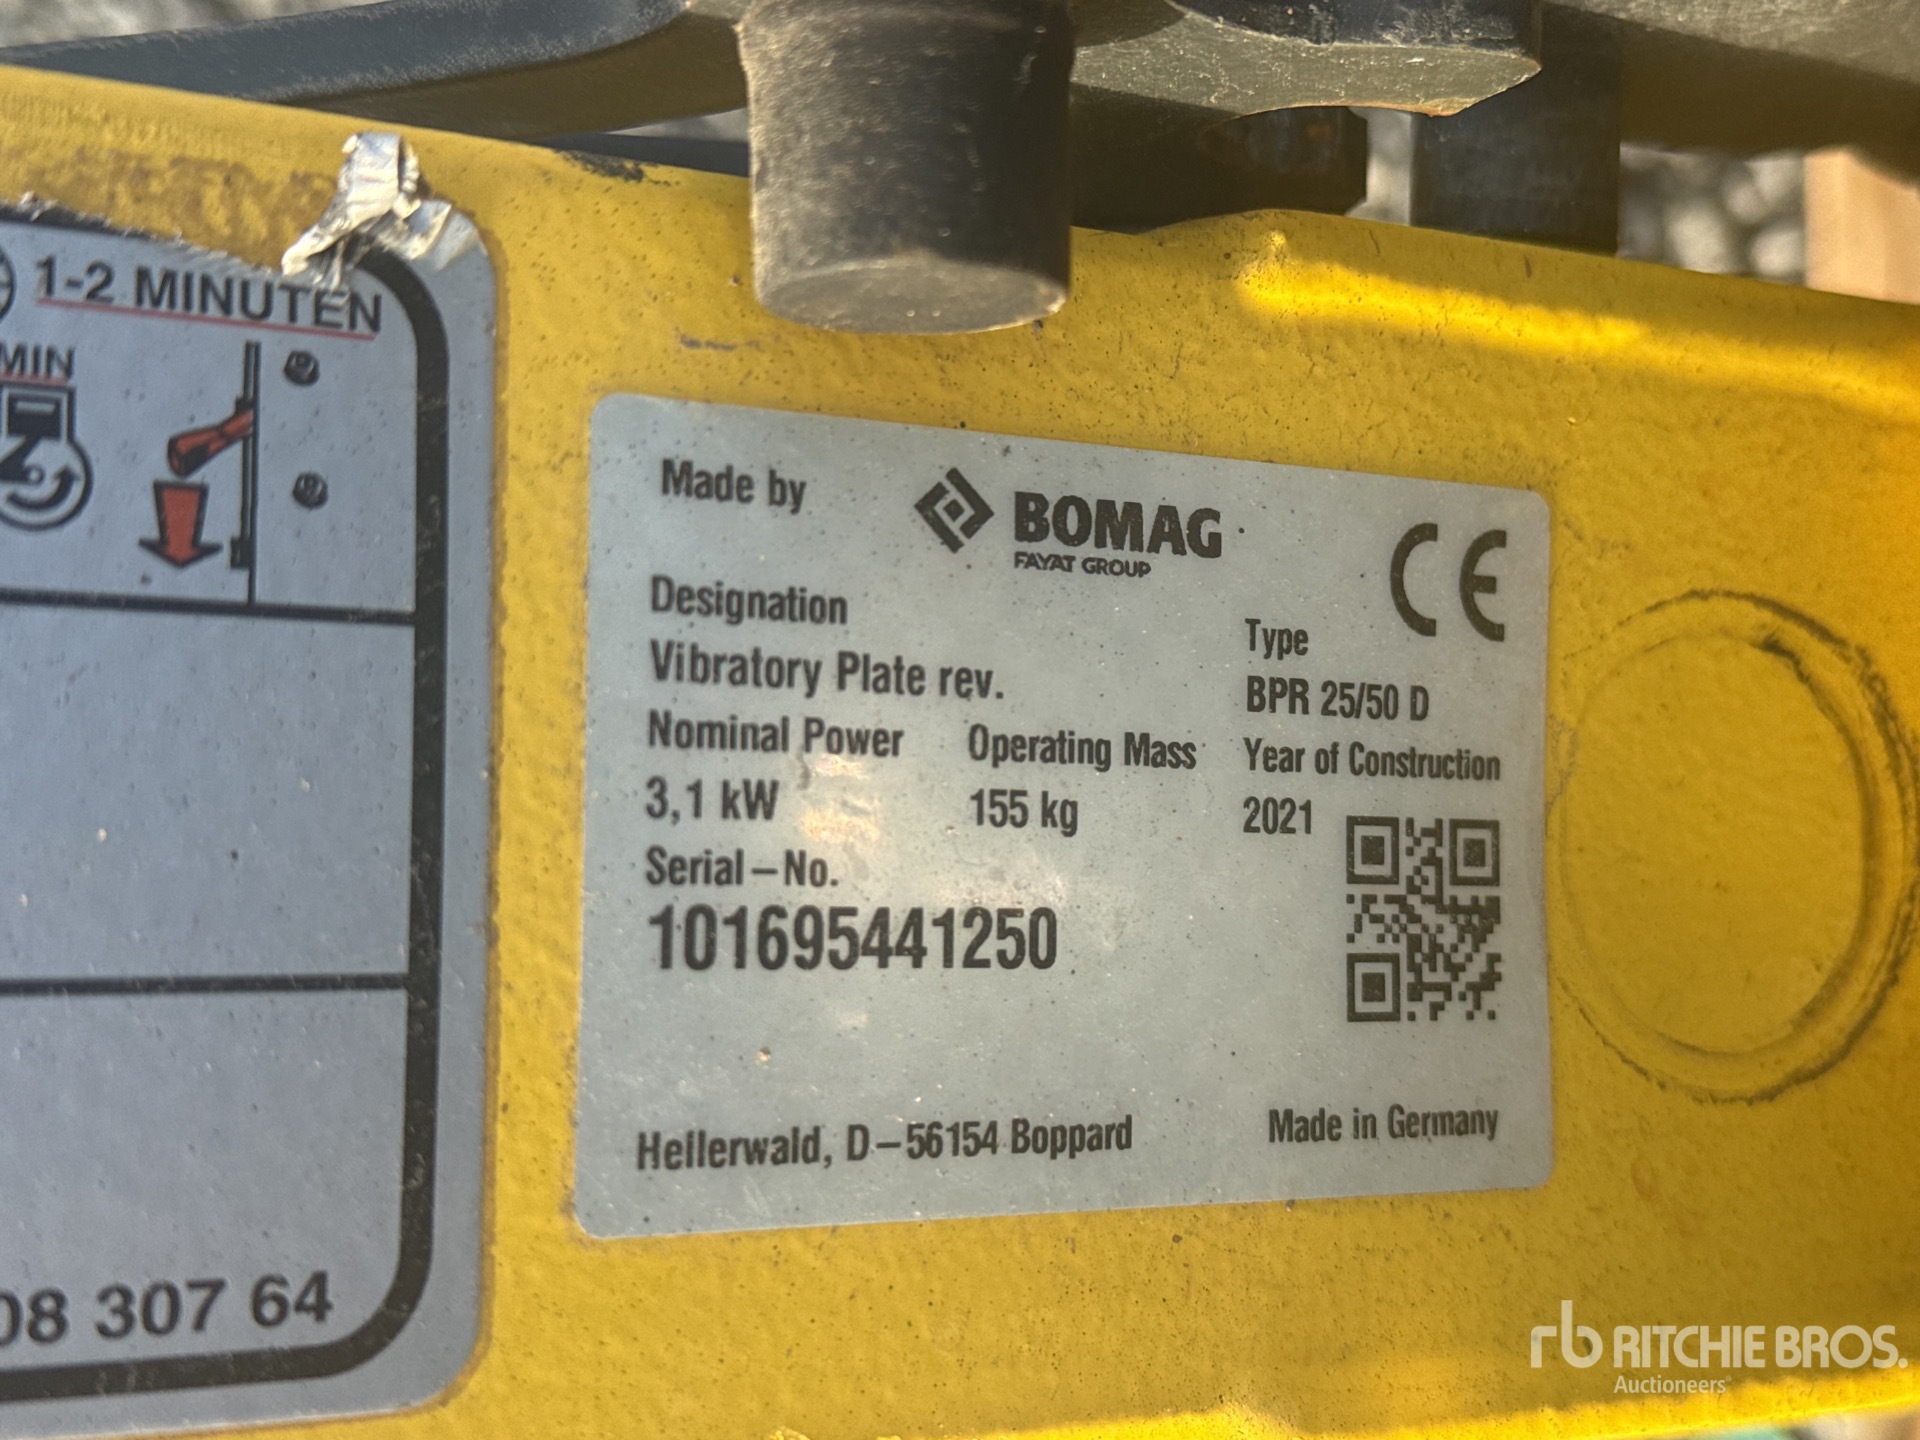 1-2 MINUTEN
MIN
08 307 64
Made by
BOMAG
FAYAT GROUP
CE
Designation
Vibratory Plate rev.
Type
BPR 25/50 D
Nominal Power
3,1 kW
Operating Mass
155 kg
Year of Construction
2021
Serial-No.
101695441250
Hellerwald, D-56154 Boppard
Made in Germany
rb RITCHIE BROS.
Auctioneers